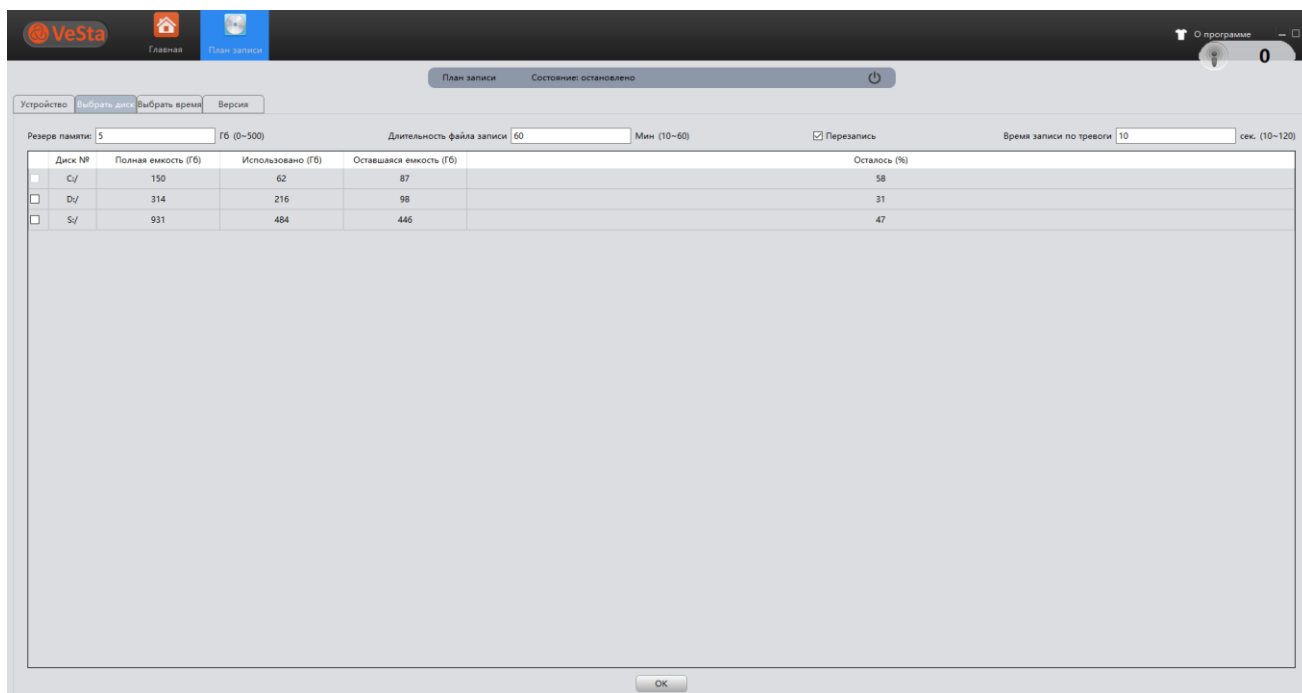 VeSta
Главная
План записи
О программе
0
План записи Состояние: остановлено
Устройство Выбрать диск Выбрать время Версия
Резерв памяти: 5 Гб (0~500) Длительность файла записи 60 Мин (10~60) Перезапись Время записи по тревоги 10 сек. (10~120)
Диск № Полная емкость (Гб) Использовано (Гб) Оставшаяся емкость (Гб) Осталось (%)
C:/ 150 62 87 58
D:/ 314 216 98 31
S:/ 931 484 446 47
OK